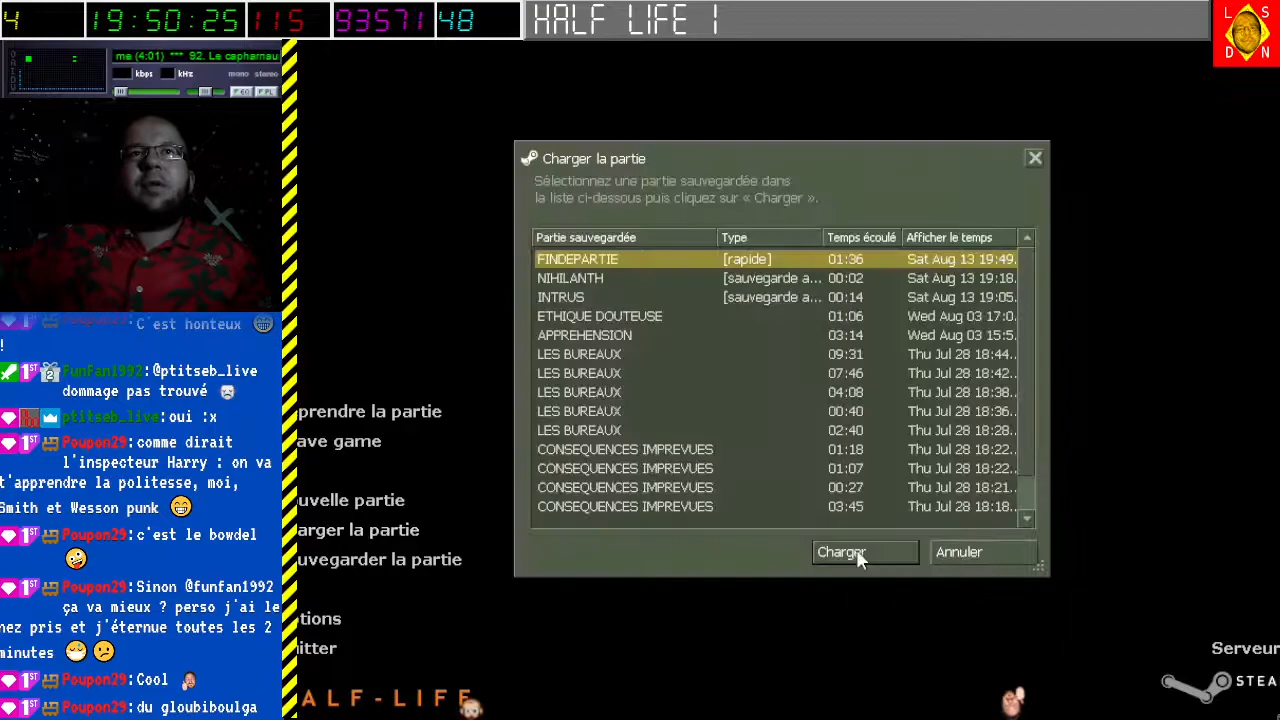 4
19:50:25
115
93571
48
HALF LIFE 1
L S
D N
me (4:01) *** 92. Le capharnau
kbps
kHz
mono stereo
EQ
PL
C'est honteux
!
FunFan1992: @ptitseb_live
dommage pas trouvé
ptitseb_live: oui :x
Poupon29: comme dirait
l'inspecteur Harry : on va
t'apprendre la politesse, moi,
Smith et Wesson punk
Poupon29: c'est le bowdel
Poupon29: Sinon @funfan1992
ça va mieux ? perso j'ai le
nez pris et j'éternue toutes les 2
minutes
Poupon29: Cool
Poupon29: du gloubiboulga
prendre la partie
ave game
uvelle partie
arger la partie
uvegarder la partie
tions
itter
ALF-LIFE
Charger la partie
Sélectionnez une partie sauvegardée dans
la liste ci-dessous puis cliquez sur « Charger ».
Partie sauvegardée Type Temps écoulé Afficher le temps
FINDEPARTIE [rapide] 01:36 Sat Aug 13 19:49.
NIHILANTH [sauvegarde a... 00:02 Sat Aug 13 19:18.
INTRUS [sauvegarde a... 00:14 Sat Aug 13 19:05.
ETHIQUE DOUTEUSE 01:06 Wed Aug 03 17:0.
APPREHENSION 03:14 Wed Aug 03 15:5.
LES BUREAUX 09:31 Thu Jul 28 18:44..
LES BUREAUX 07:46 Thu Jul 28 18:42..
LES BUREAUX 04:08 Thu Jul 28 18:38..
LES BUREAUX 00:40 Thu Jul 28 18:36..
LES BUREAUX 02:40 Thu Jul 28 18:28..
CONSEQUENCES IMPREVUES 01:18 Thu Jul 28 18:22..
CONSEQUENCES IMPREVUES 01:07 Thu Jul 28 18:22..
CONSEQUENCES IMPREVUES 00:27 Thu Jul 28 18:21..
CONSEQUENCES IMPREVUES 03:45 Thu Jul 28 18:18..
Charger
Annuler
Serveur
STEA